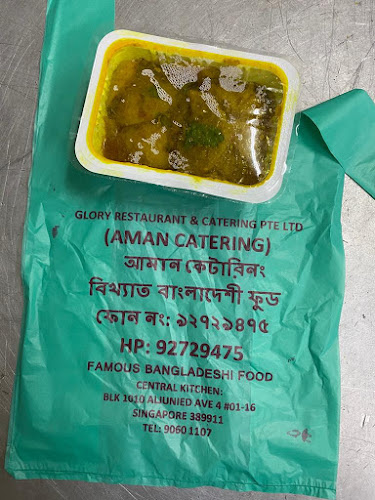 GLORY RESTAURANT & CATERING PTE LTD
(AMAN CATERING)
আমান কেটারিনং
বিখ্যাত বাংলাদেশী ফুড
ফোন নং: ৯২৭২৯৪৭৫
HP: 92729475
FAMOUS BANGLADESHI FOOD
CENTRAL KITCHEN:
BLK 1010 ALJUNIED AVE 4 #01-16
SINGAPORE 389911
TEL: 9060 1107